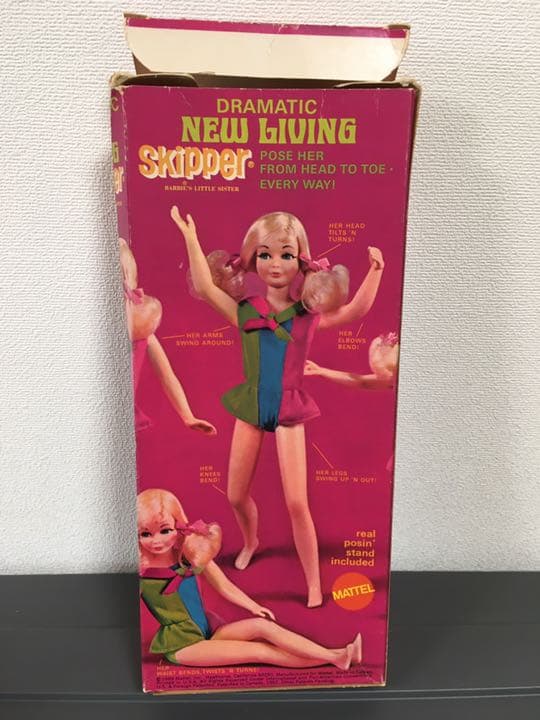 DRAMATIC
NEW LIVING
Skipper®
BARBIE'S LITTLE SISTER
POSE HER
FROM HEAD TO TOE -
EVERY WAY!
HER HEAD
TILTS 'N
TURNS!
HER ARMS
SWING AROUND!
HER
ELBOWS
BEND!
HER
KNEES
BEND!
HER LEGS
SWING UP 'N OUT!
real
posin'
stand
included
MATTEL
HER
WAIST BENDS, TWISTS 'N TURNS!